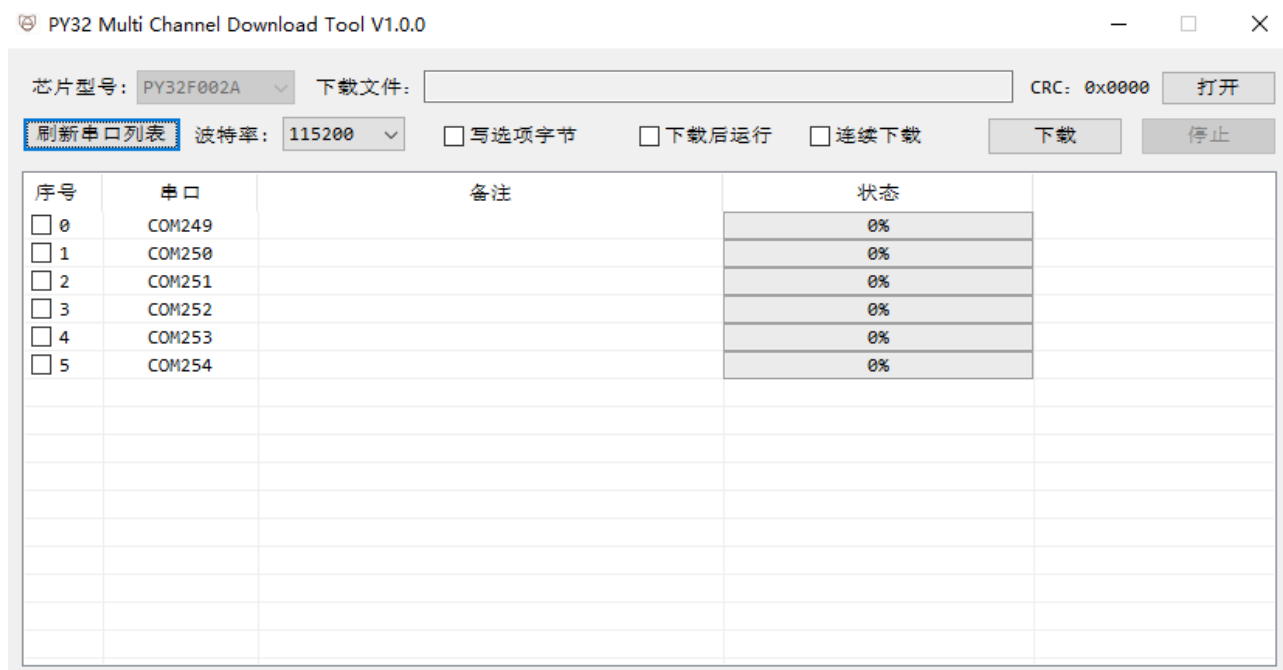 PY32 Multi Channel Download Tool V1.0.0
芯片型号: PY32F002A 下载文件: CRC: 0x0000 打开
刷新串口列表 波特率: 115200 写选项字节 下载后运行 连续下载 下载 停止
序号 串口 备注 状态
0 COM249 0%
1 COM250 0%
2 COM251 0%
3 COM252 0%
4 COM253 0%
5 COM254 0%